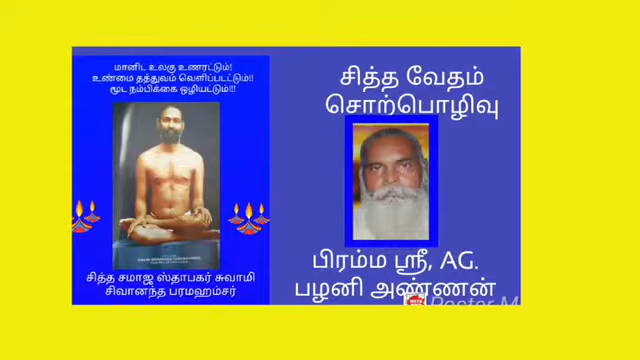 மானிட உலகு உணரட்டும்!
உண்மை தத்துவம் வெளிப்படட்டும்!!
மூட நம்பிக்கை ஒழியட்டும்!!!
சித்த சமாஜ ஸ்தாபகர் சுவாமி
சிவானந்த பரமஹம்சர்
சித்த வேதம்
சொற்பொழிவு
பிரம்ம ஸ்ரீ, AG.
பழனி அண்ணன்
Poster M